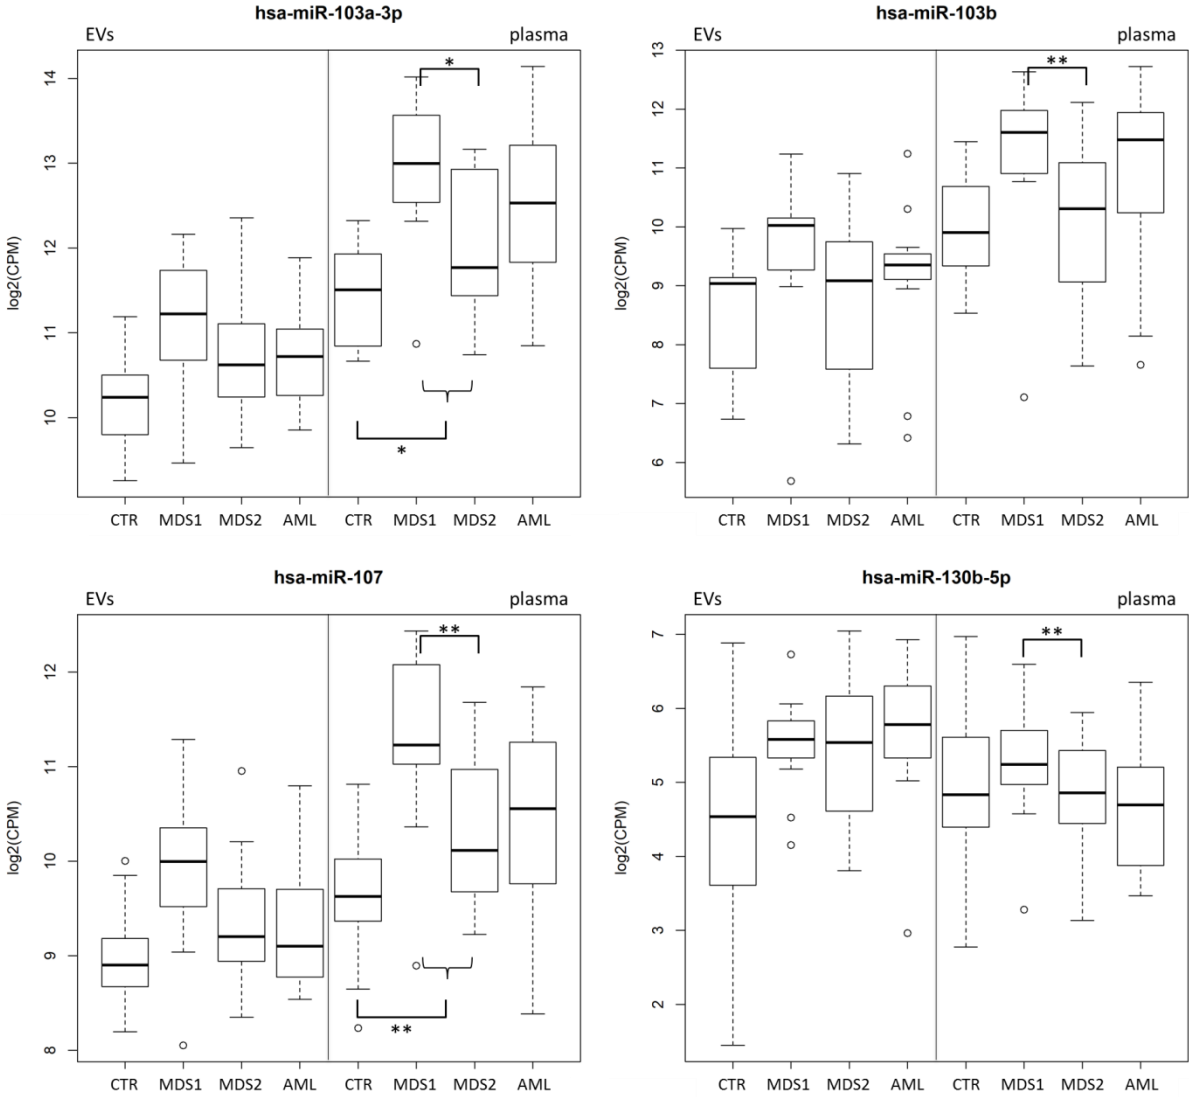 hsa-miR-103a-3p
EVs plasma
log2(CPM)
14
13
12
11
10
*
*
CTR MDS1 MDS2 AML CTR MDS1 MDS2 AML
hsa-miR-103b
EVs plasma
log2(CPM)
13
12
11
10
9
8
7
6
**
CTR MDS1 MDS2 AML CTR MDS1 MDS2 AML
hsa-miR-107
EVs plasma
log2(CPM)
12
11
10
9
8
**
**
CTR MDS1 MDS2 AML CTR MDS1 MDS2 AML
hsa-miR-130b-5p
EVs plasma
log2(CPM)
7
6
5
4
3
2
**
CTR MDS1 MDS2 AML CTR MDS1 MDS2 AML